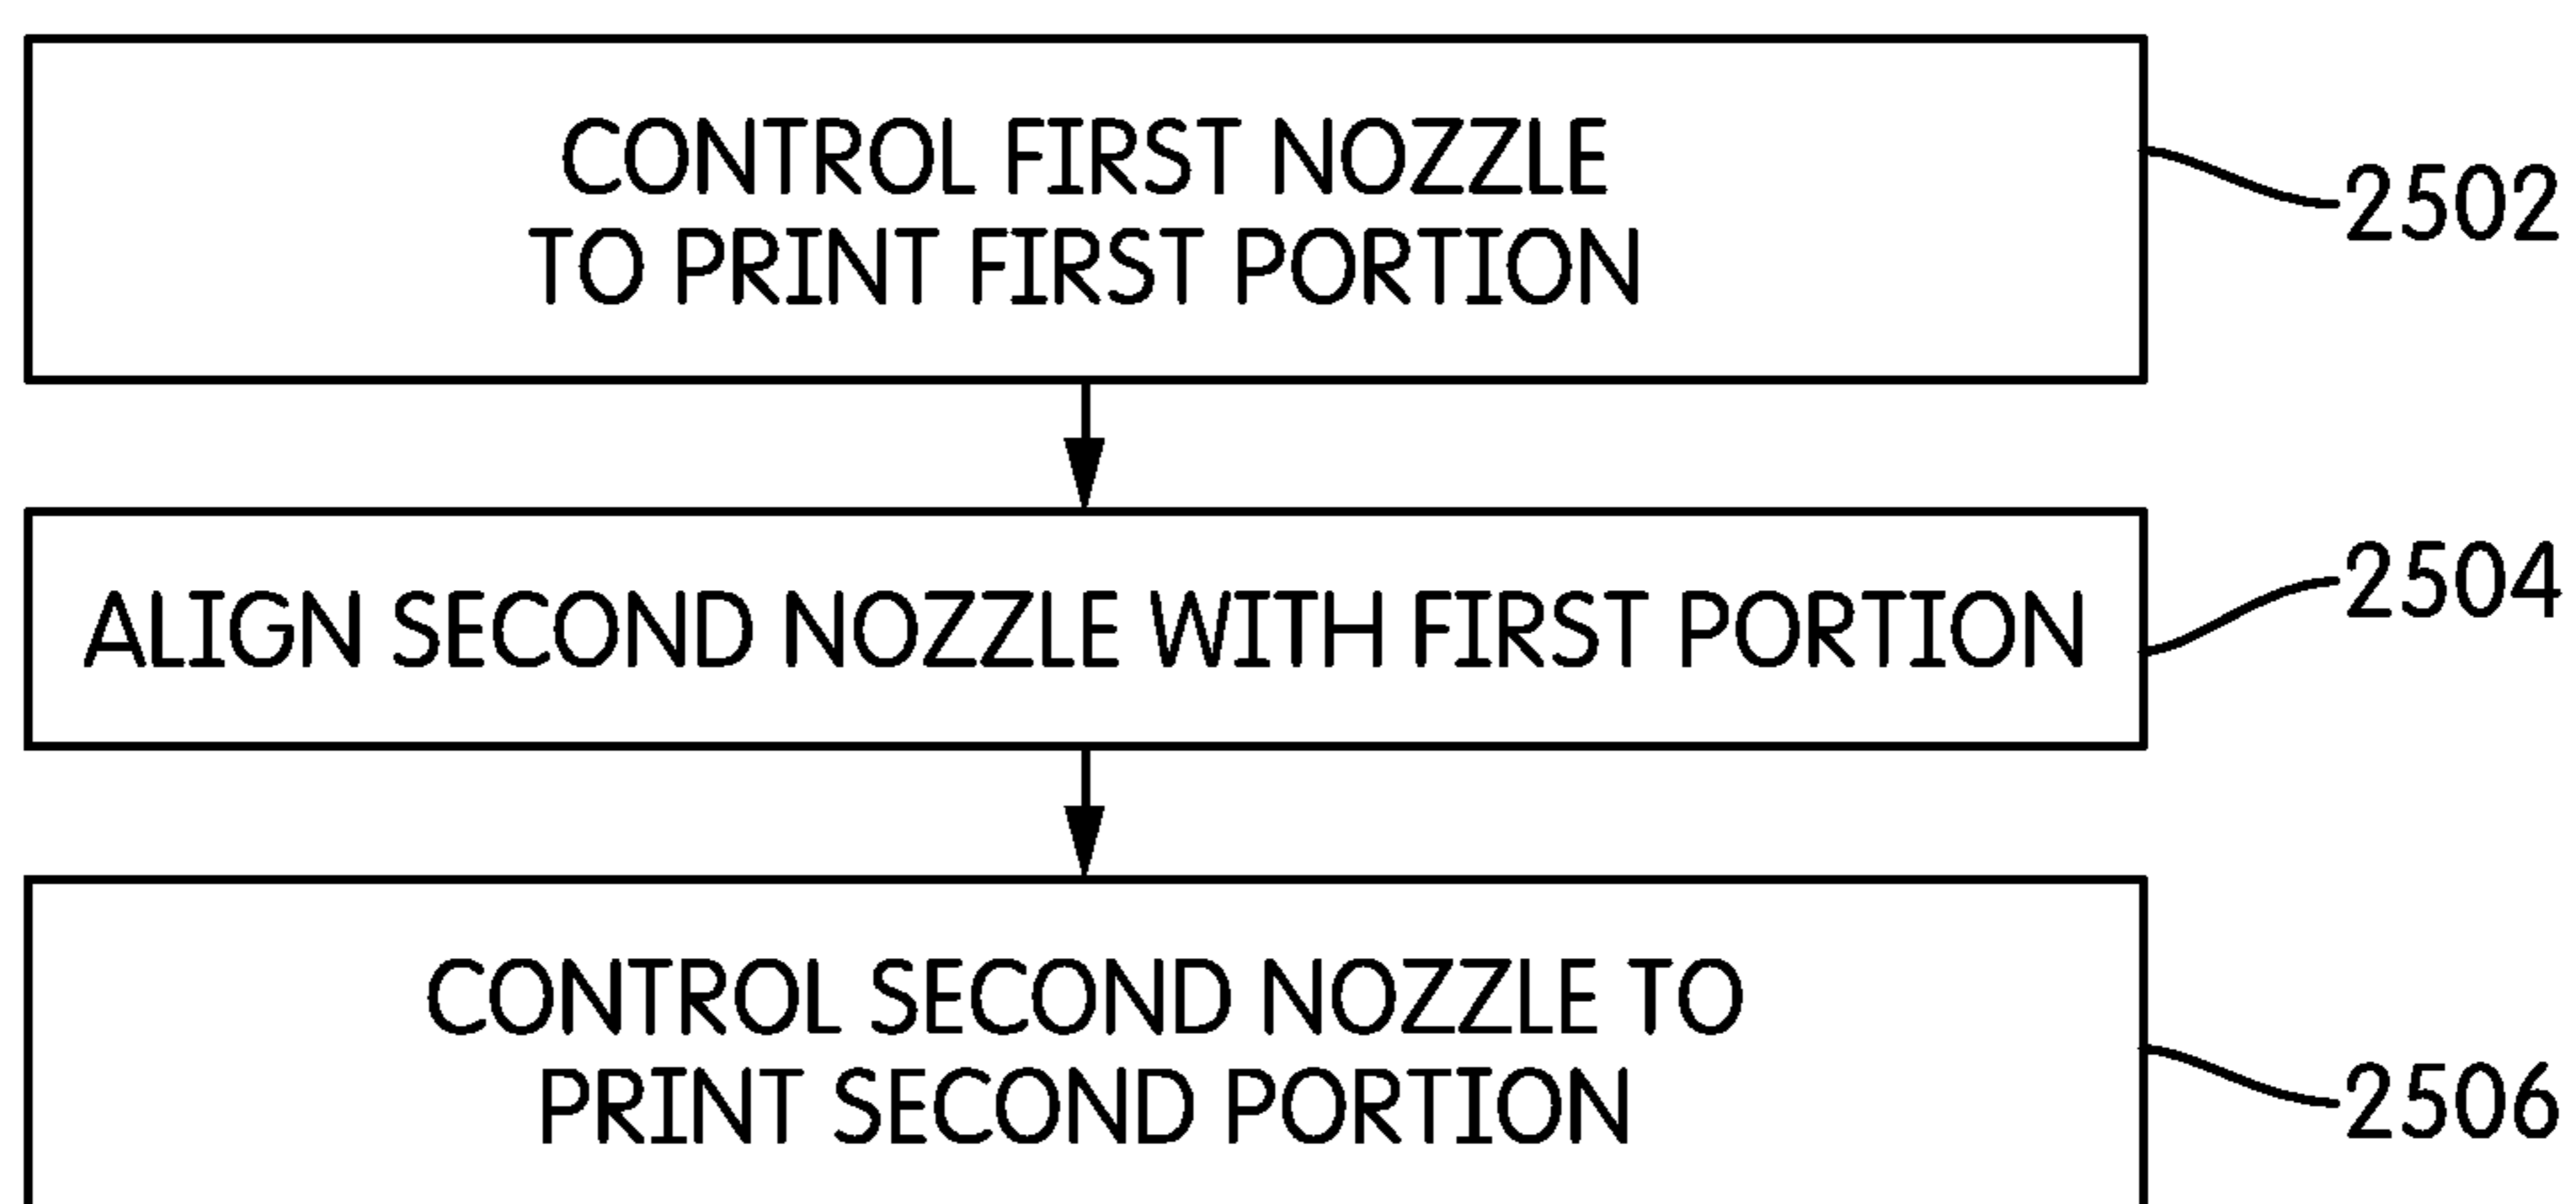 CONTROL FIRST NOZZLE
TO PRINT FIRST PORTION
2502
ALIGN SECOND NOZZLE WITH FIRST PORTION
2504
CONTROL SECOND NOZZLE TO
PRINT SECOND PORTION
2506